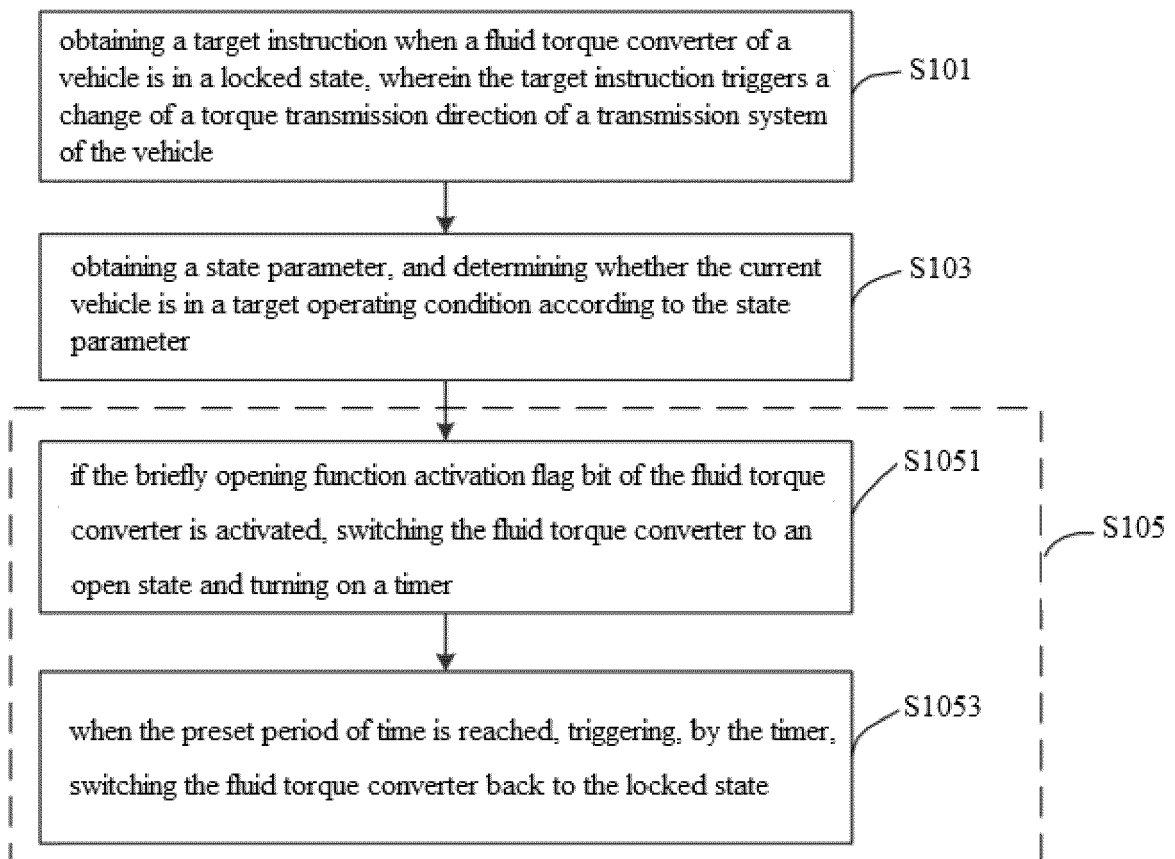 obtaining a target instruction when a fluid torque converter of a
vehicle is in a locked state, wherein the target instruction triggers a
change of a torque transmission direction of a transmission system
of the vehicle
S101
obtaining a state parameter, and determining whether the current
vehicle is in a target operating condition according to the state
parameter
S103
if the briefly opening function activation flag bit of the fluid torque
converter is activated, switching the fluid torque converter to an
open state and turning on a timer
S1051
S105
when the preset period of time is reached, triggering, by the timer,
switching the fluid torque converter back to the locked state
S1053